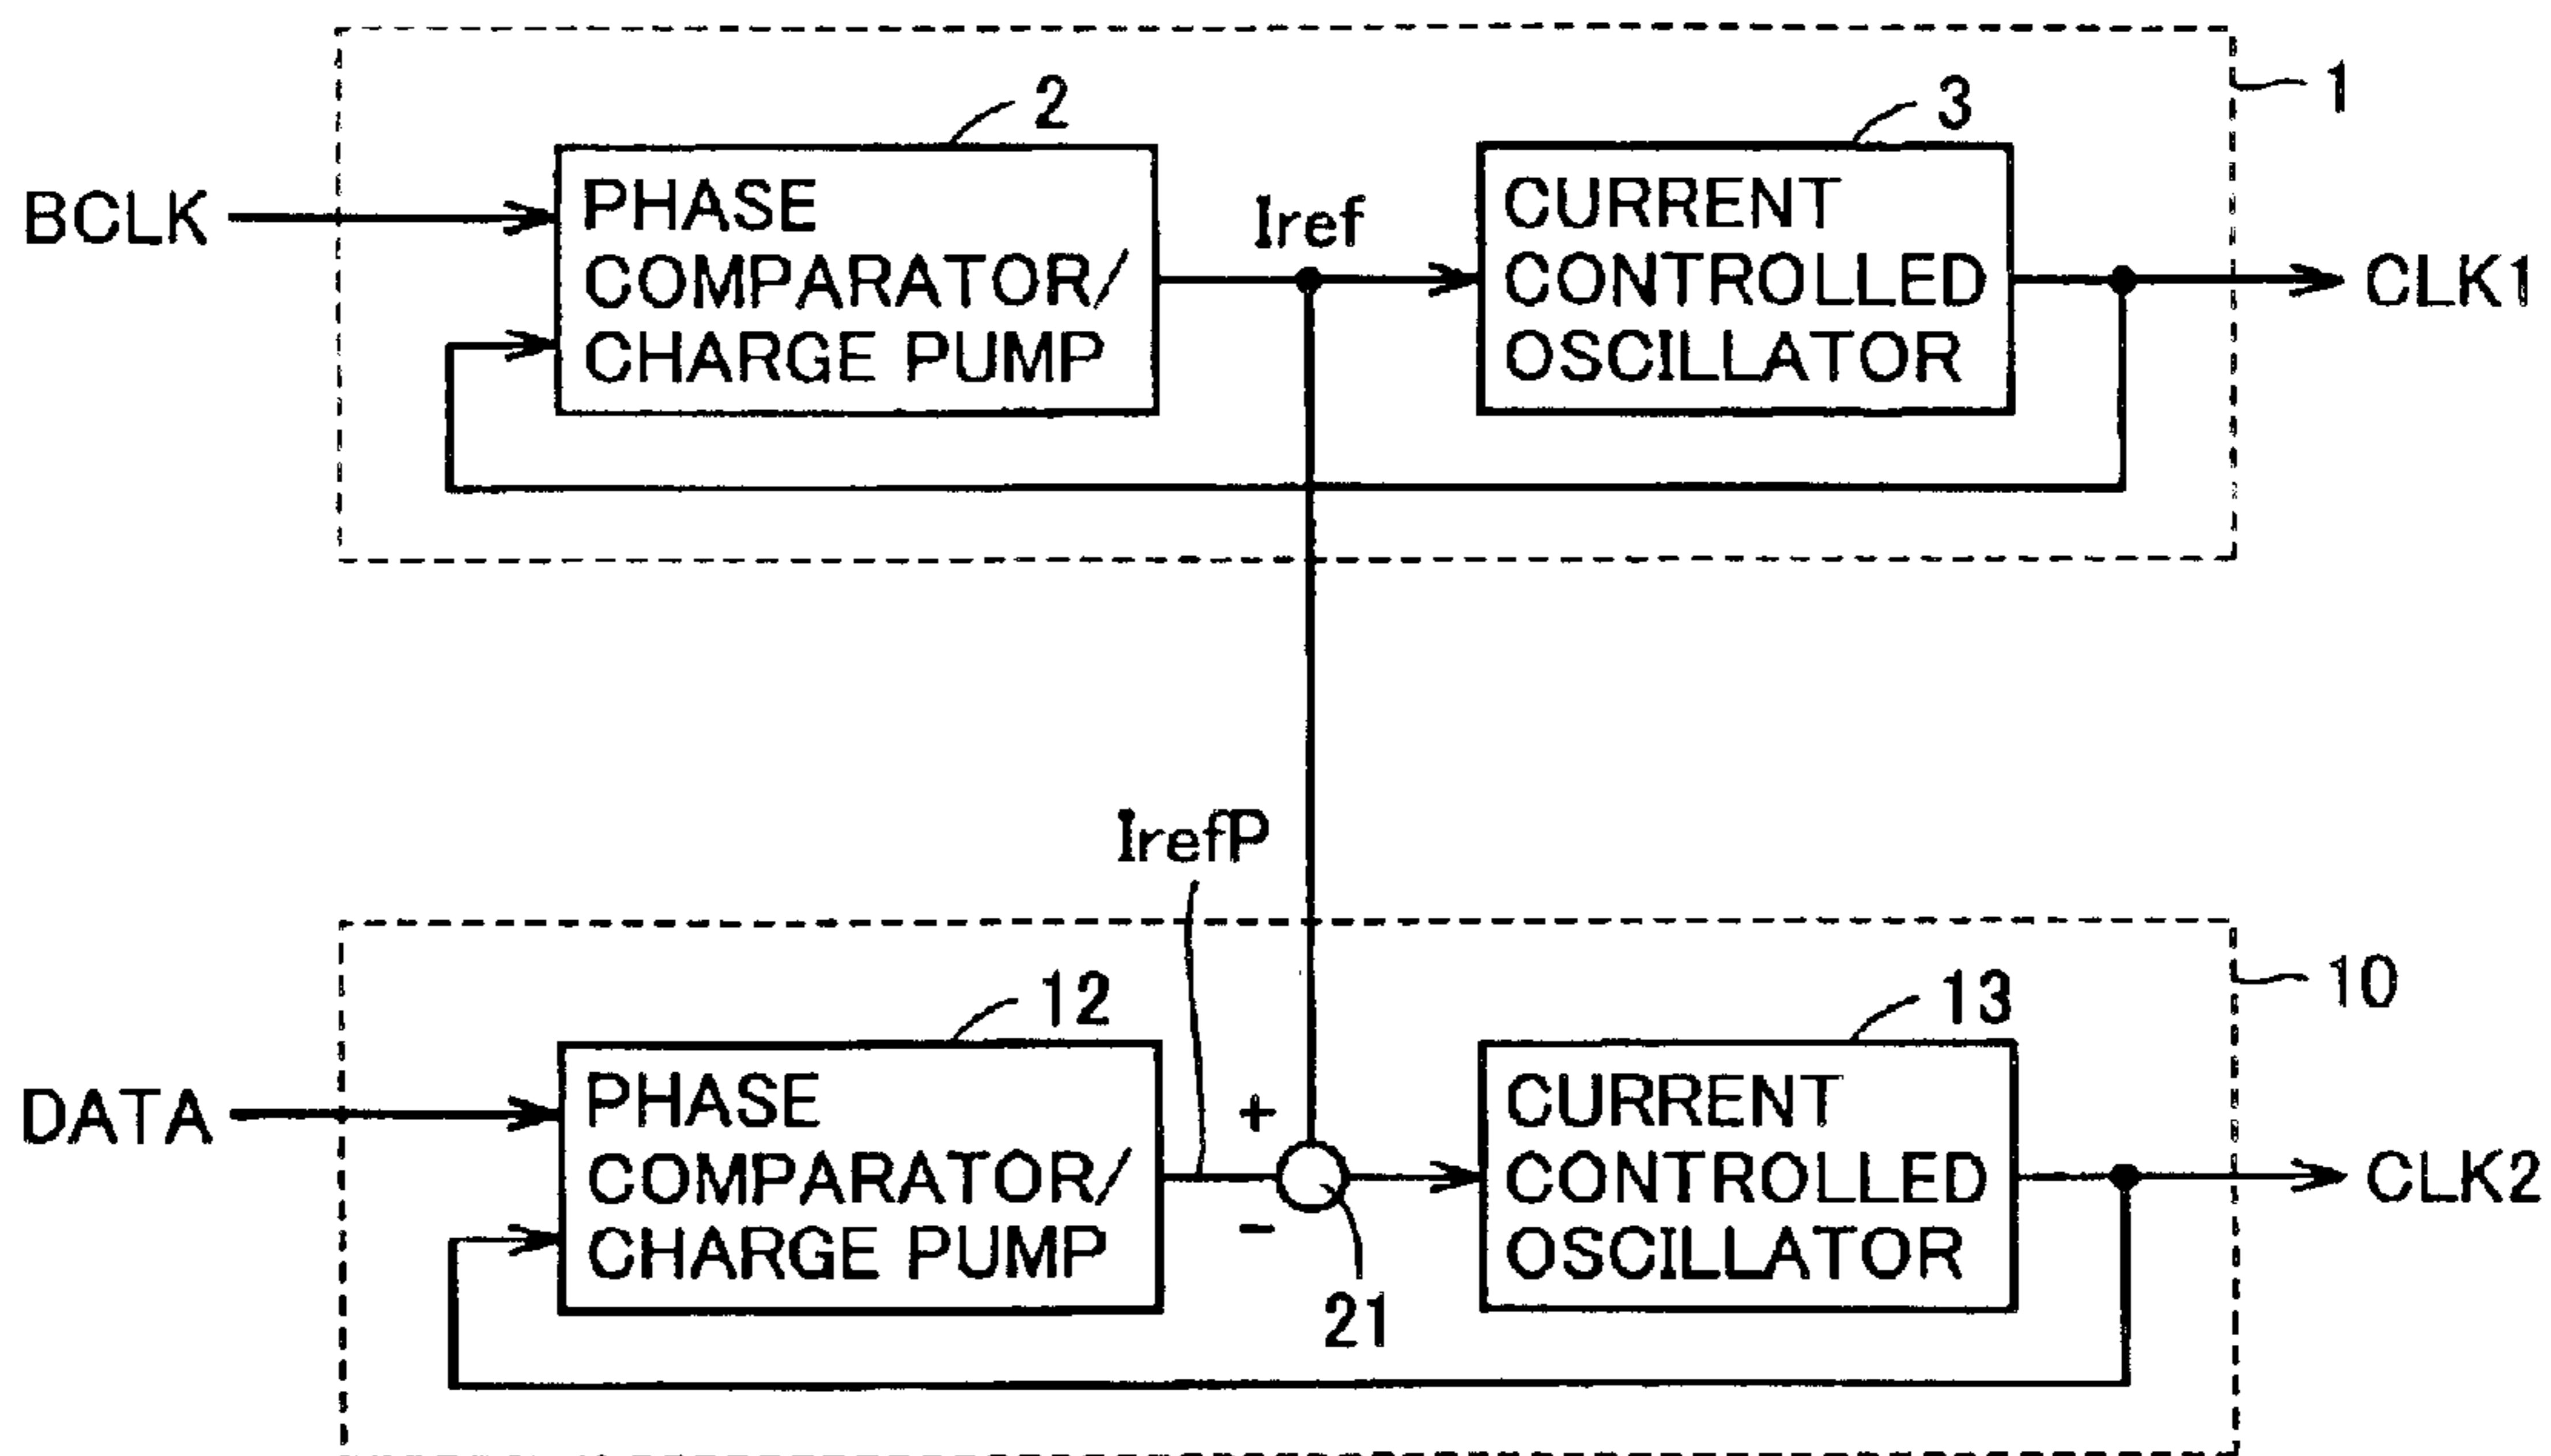 1
2
3
BCLK
PHASE
COMPARATOR/
CHARGE PUMP
Iref
CURRENT
CONTROLLED
OSCILLATOR
CLK1
IrefP
10
12
13
DATA
PHASE
COMPARATOR/
CHARGE PUMP
+
-
21
CURRENT
CONTROLLED
OSCILLATOR
CLK2